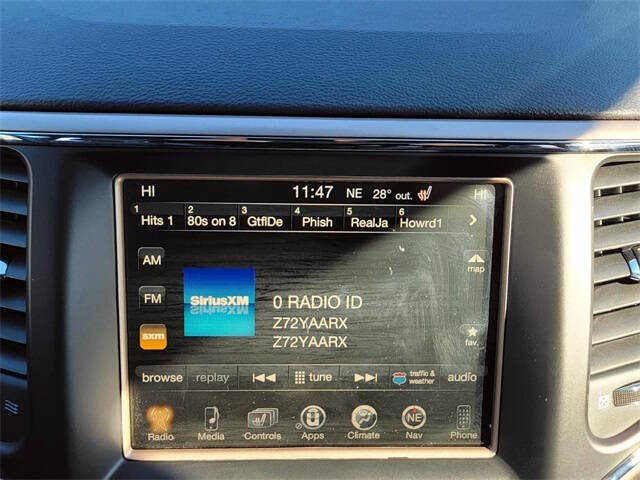 HI 11:47 NE 28° out. HI
1 Hits 1 2 80s on 8 3 GtflDe 4 Phish 5 RealJa 6 Howrd1
AM
map
SiriusXM
0 RADIO ID
FM
Z72YAARX
sxm
Z72YAARX
fav.
browse replay tune traffic & weather audio
NE
Radio Media Controls Apps Climate Nav Phone